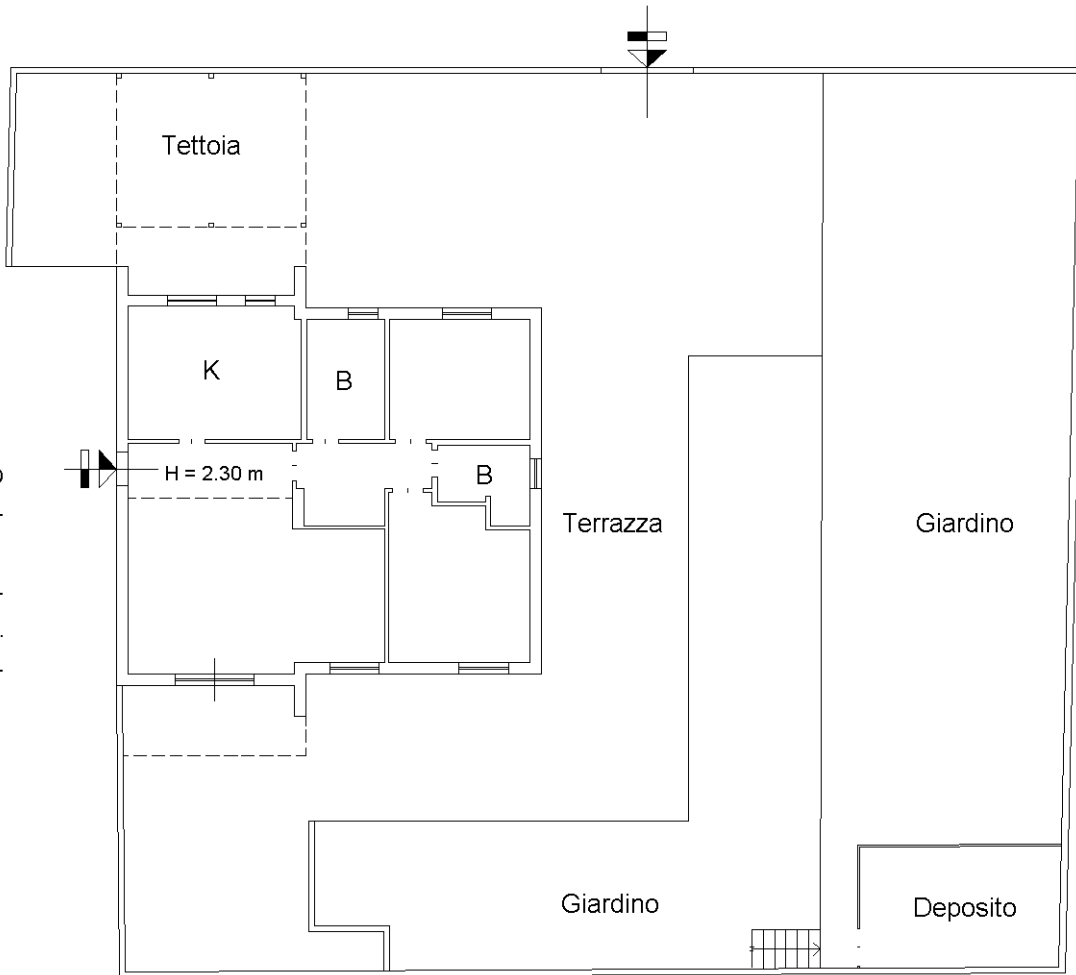 Tettoia
K
B
H = 2.30 m
B
Terrazza
Giardino
Giardino
Deposito